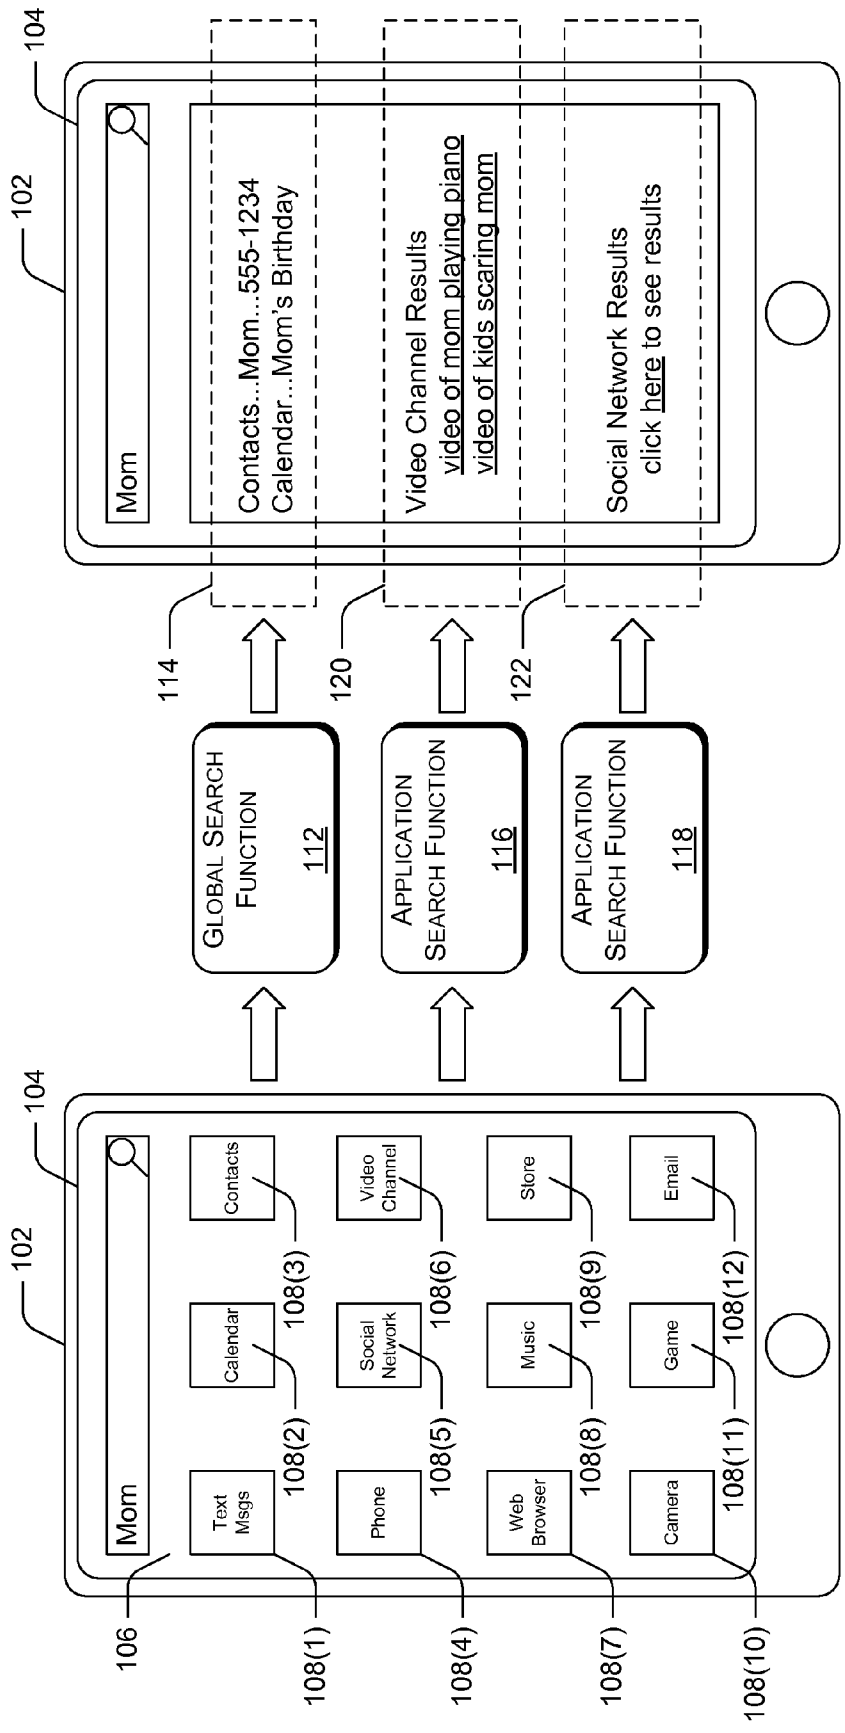 102
104
Mom
106
Text
Msgs
Calendar
Contacts
108(1)
108(2)
108(3)
Phone
Social
Network
Video
Channel
108(4)
108(5)
108(6)
Web
Browser
Music
Store
108(7)
108(8)
108(9)
Camera
Game
Email
108(10)
108(11)
108(12)
GLOBAL SEARCH
FUNCTION
112
APPLICATION
SEARCH FUNCTION
116
APPLICATION
SEARCH FUNCTION
118
102
104
Mom
114
Contacts...Mom...555-1234
Calendar...Mom's Birthday
120
Video Channel Results
video of mom playing piano
video of kids scaring mom
122
Social Network Results
click here to see results